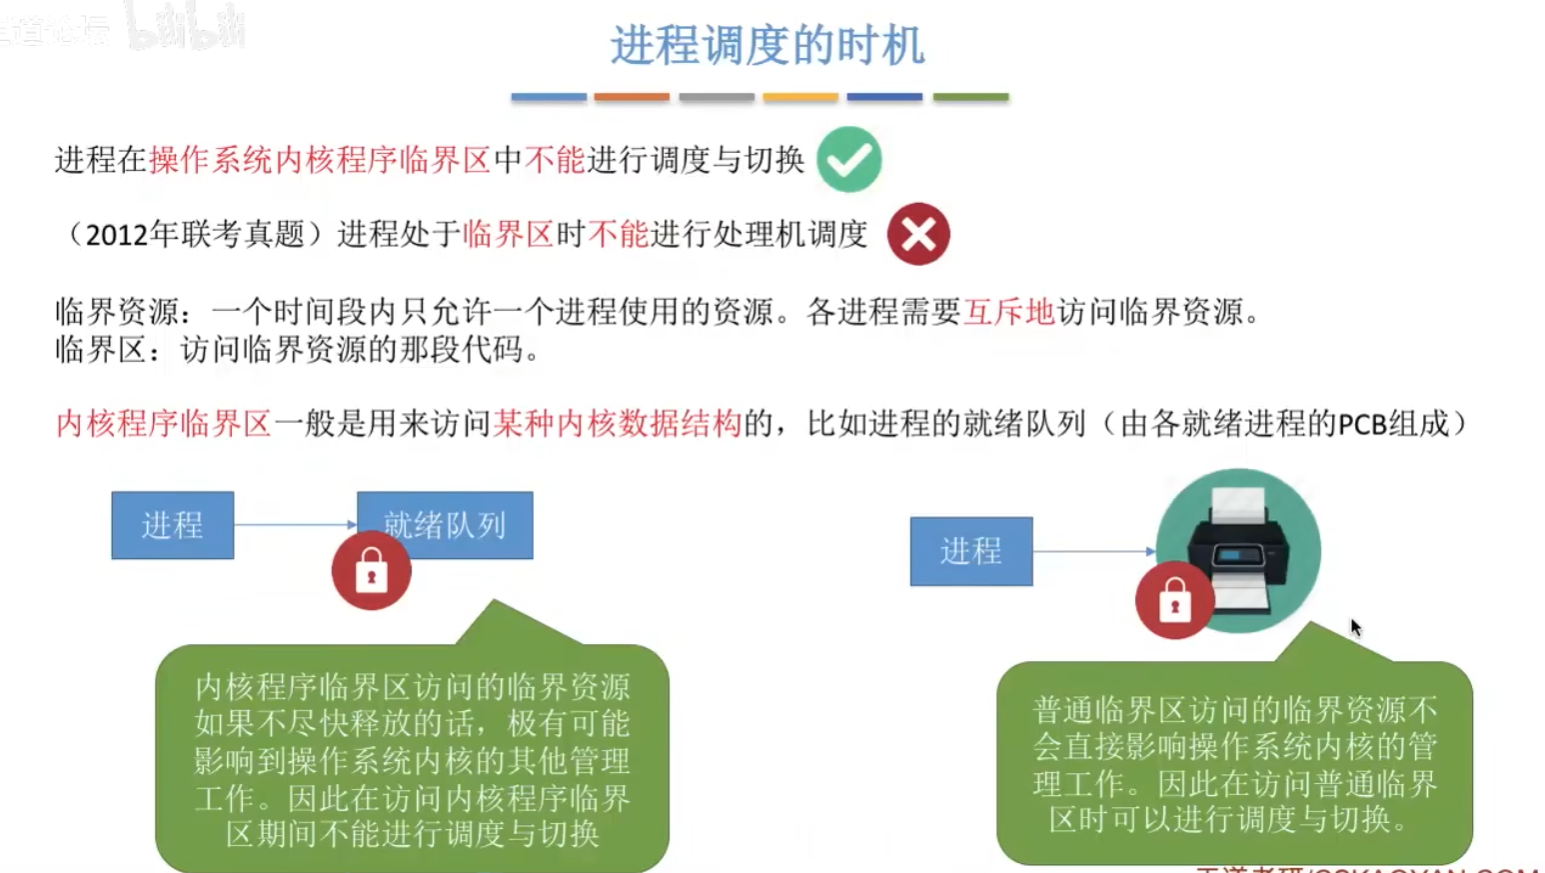 bilibili
进程调度的时机
进程在操作系统内核程序临界区中不能进行调度与切换
（2012年联考真题）进程处于临界区时不能进行处理机调度
临界资源：一个时间段内只允许一个进程使用的资源。各进程需要互斥地访问临界资源。
临界区：访问临界资源的那段代码。
内核程序临界区一般是用来访问某种内核数据结构的，比如进程的就绪队列（由各就绪进程的PCB组成）
进程
就绪队列
内核程序临界区访问的临界资源
如果不尽快释放的话，极有可能
影响到操作系统内核的其他管理
工作。因此在访问内核程序临界
区期间不能进行调度与切换
进程
普通临界区访问的临界资源不
会直接影响操作系统内核的管
理工作。因此在访问普通临界
区时可以进行调度与切换。